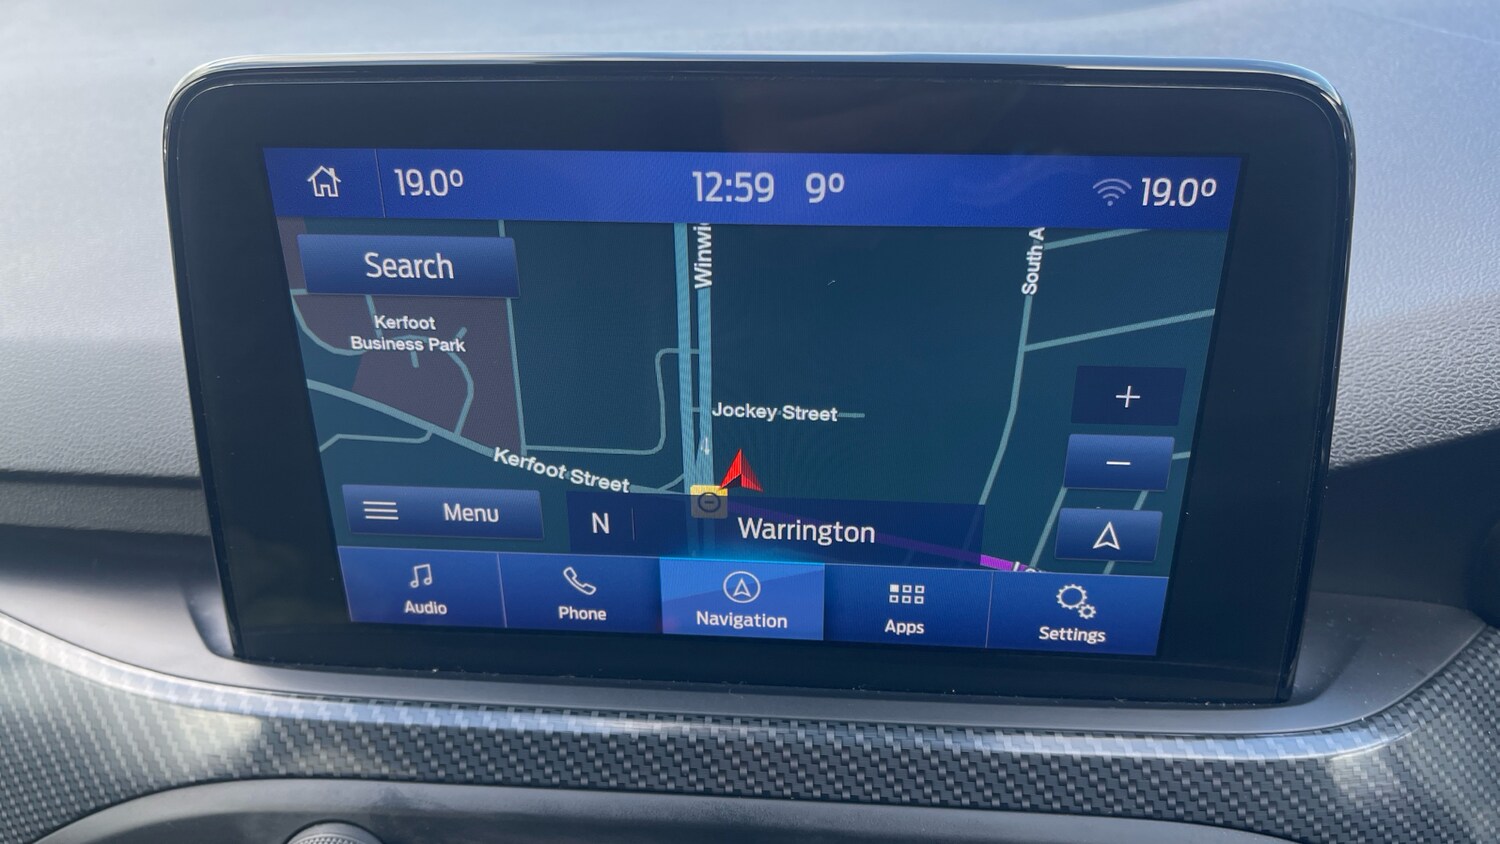 19.0º
12:59 9º
19.0º
Search
Winwi
South A
Kerfoot
Business Park
Jockey Street
Kerfoot Street
Menu
N
Warrington
Audio
Phone
Navigation
Apps
Settings